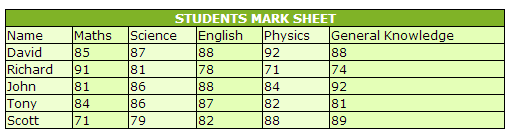 STUDENTS MARK SHEET
Name Maths Science English Physics General Knowledge
David 85 87 88 92 88
Richard 91 81 78 71 74
John 81 86 88 84 92
Tony 84 86 87 82 81
Scott 71 79 82 88 89